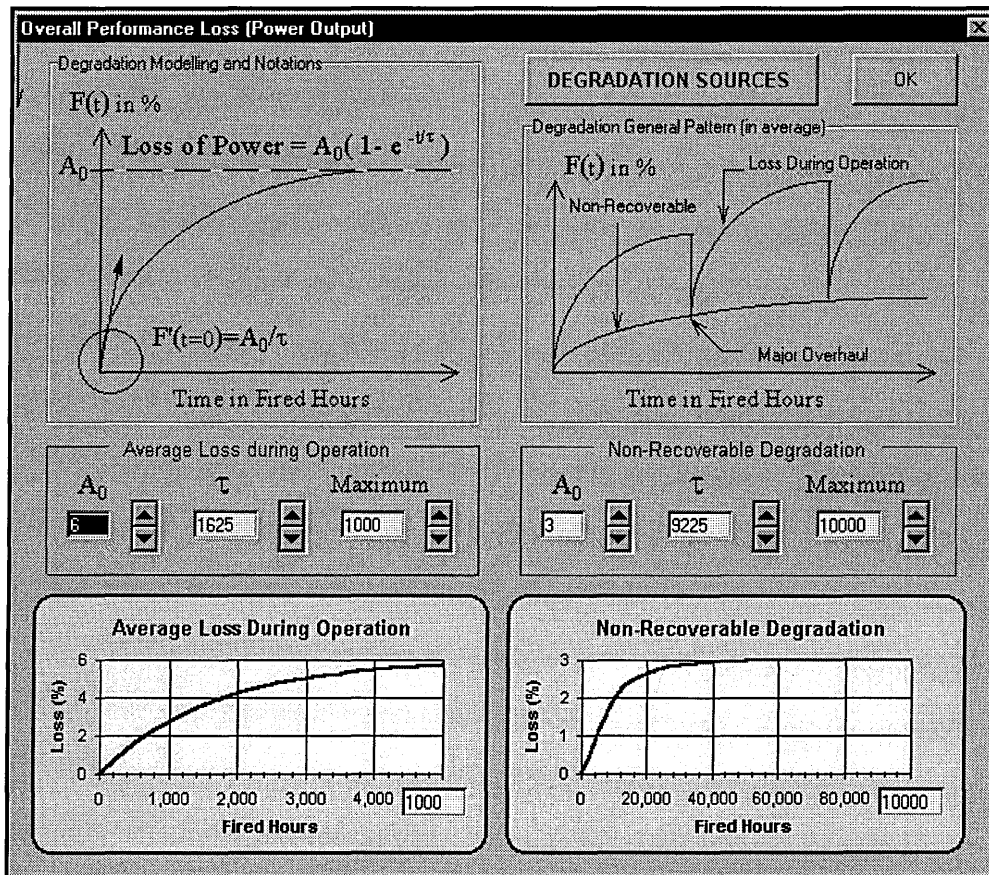 Overall Performance Loss (Power Output)
Degradation Modelling and Notations
F(t) in %
Loss of Power = A0( 1- e -t/τ )
A0
F'(t=0)=A0/τ
Time in Fired Hours
DEGRADATION SOURCES
OK
Degradation General Pattern (in average)
F(t) in %
Loss During Operation
Non-Recoverable
Major Overhaul
Time in Fired Hours
Average Loss during Operation
A0 τ Maximum
6 1625 1000
Non-Recoverable Degradation
A0 τ Maximum
3 9225 10000
Average Loss During Operation
Loss (%)
6
4
2
0
0 1,000 2,000 3,000 4,000 1000
Fired Hours
Non-Recoverable Degradation
Loss (%)
3
2
1
0
0 20,000 40,000 60,000 80,000 10000
Fired Hours